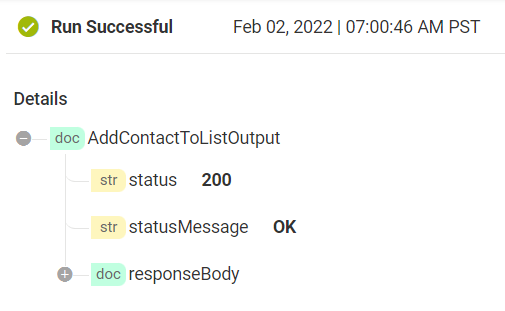 Run Successful Feb 02, 2022 | 07:00:46 AM PST
Details
doc AddContactToListOutput
str status 200
str statusMessage OK
doc responseBody